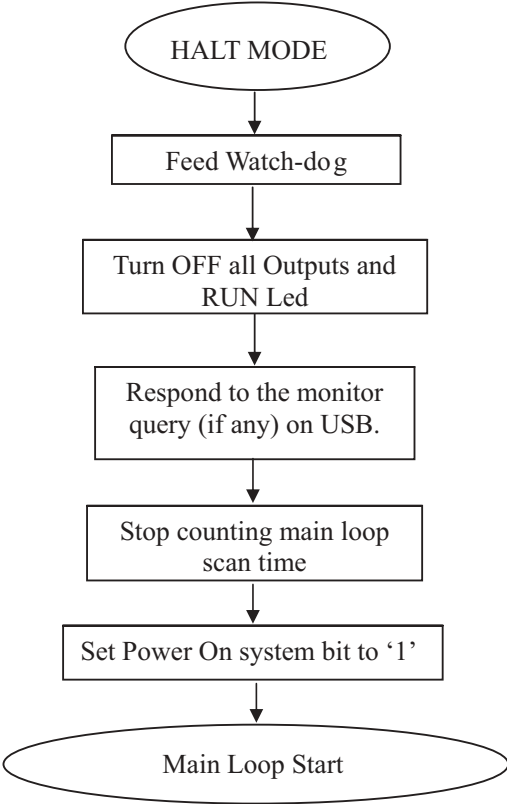 HALT MODE
Feed Watch-dog
Turn OFF all Outputs and
RUN Led
Respond to the monitor
query (if any) on USB.
Stop counting main loop
scan time
Set Power On system bit to ‘1’
Main Loop Start